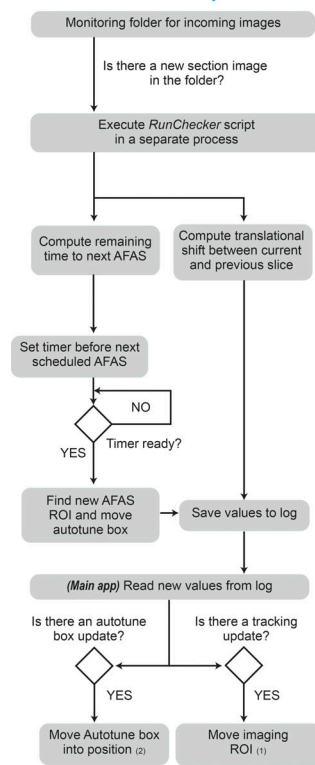 Monitoring folder for incoming images
Is there a new section image
in the folder?
Execute RunChecker script
in a separate process
Compute remaining
time to next AFAS
Compute translational
shift between current
and previous slice
Set timer before next
scheduled AFAS
NO
Timer ready?
YES
Find new AFAS
ROI and move
autotune box
Save values to log
(Main app) Read new values from log
Is there an autotune
box update?
Is there a tracking
update?
YES
YES
Move Autotune box
into position (2)
Move imaging
ROI (1)